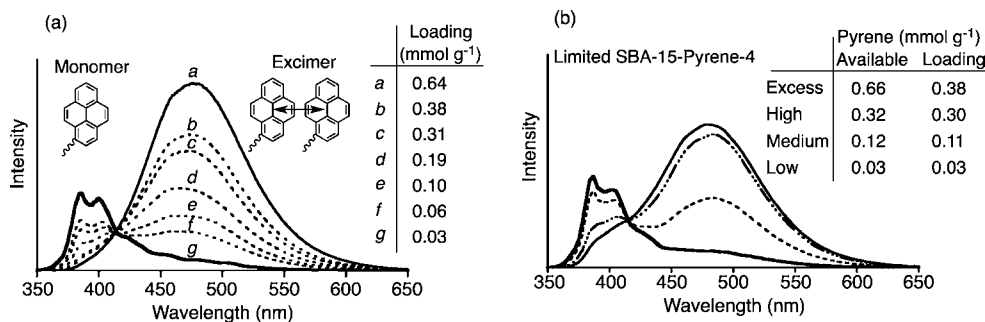 (a)
Monomer
Excimer
Loading
(mmol g⁻¹)
a 0.64
b 0.38
c 0.31
d 0.19
e 0.10
f 0.06
g 0.03
a
b
c
d
e
f
g
Intensity
350 400 450 500 550 600 650
Wavelength (nm)
(b)
Limited SBA-15-Pyrene-4
Pyrene (mmol g⁻¹)
Available Loading
Excess 0.66 0.38
High 0.32 0.30
Medium 0.12 0.11
Low 0.03 0.03
Intensity
350 400 450 500 550 600 650
Wavelength (nm)